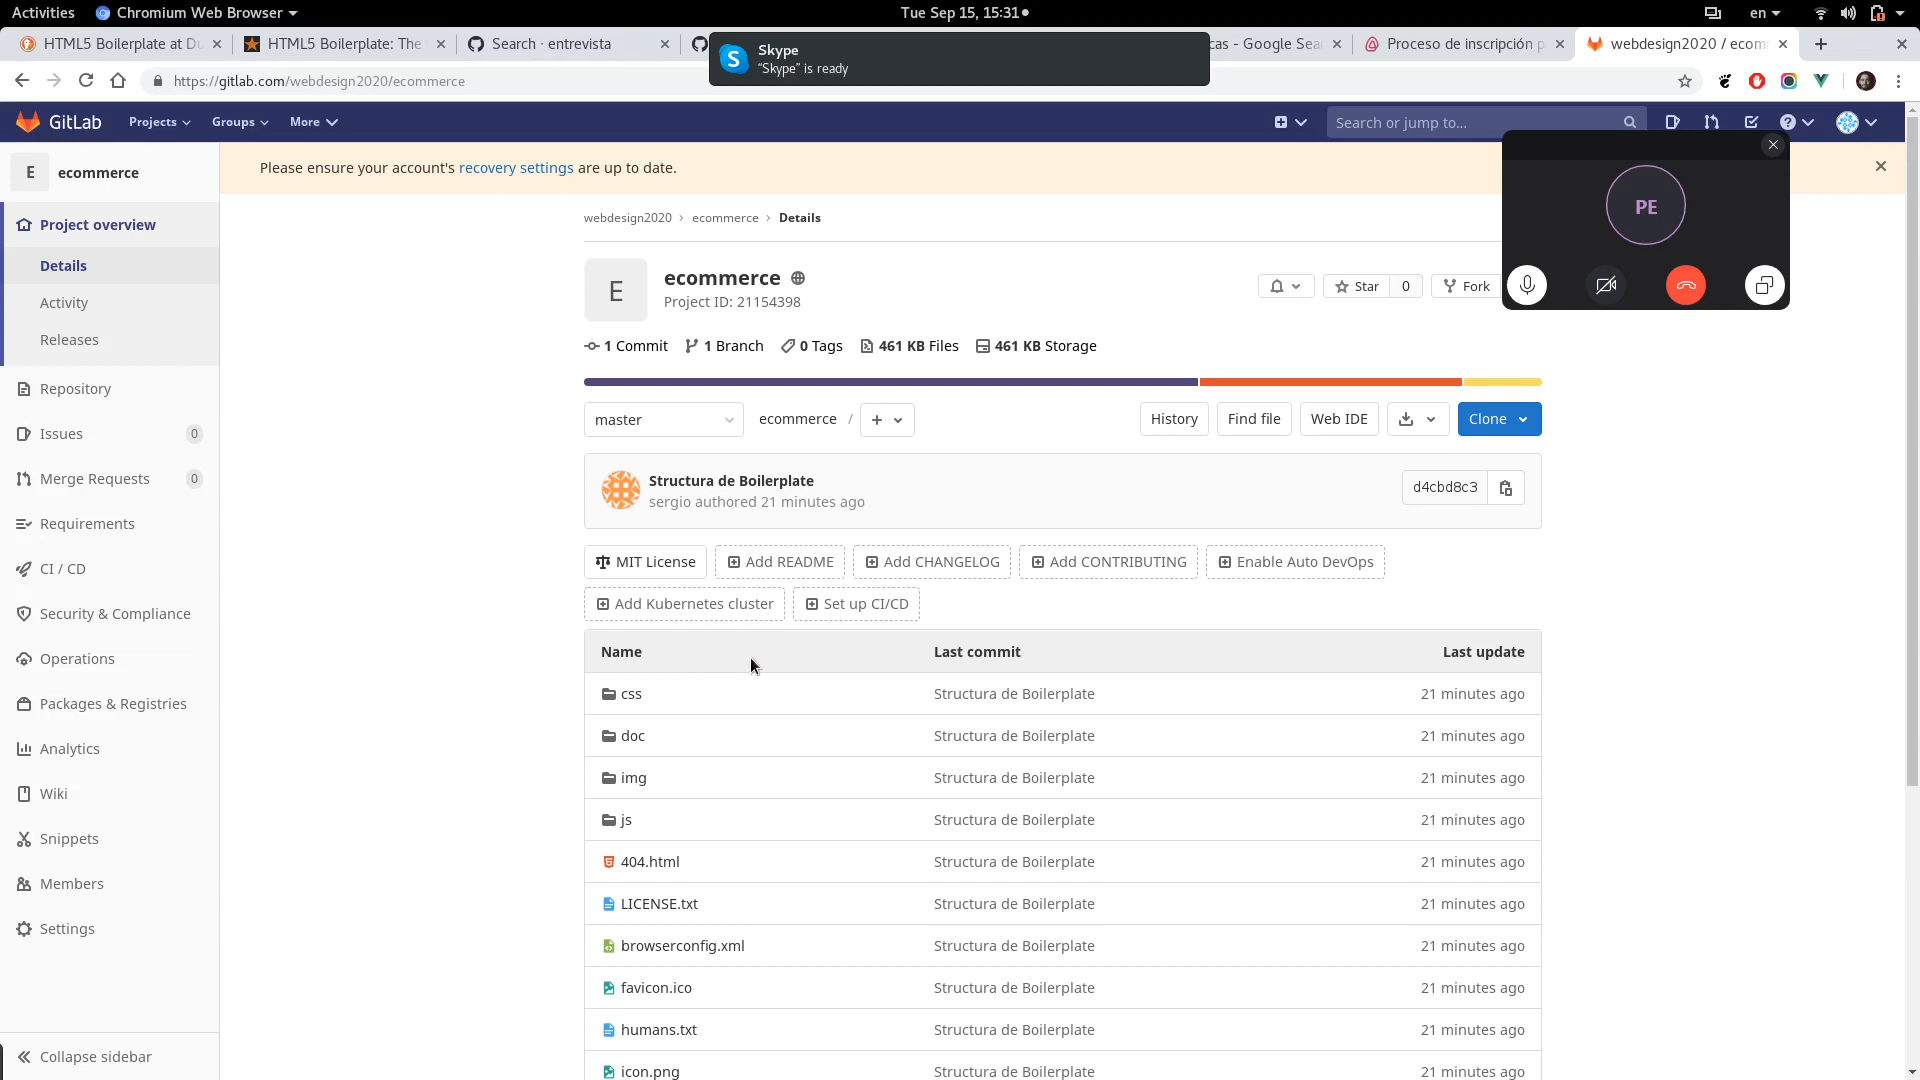 Activities Chromium Web Browser Tue Sep 15, 15:31 en
HTML5 Boilerplate at Du HTML5 Boilerplate: The Search · entrevista cas - Google Sear Proceso de inscripción p webdesign2020 / ecom
Skype
“Skype” is ready
https://gitlab.com/webdesign2020/ecommerce
GitLab Projects Groups More Search or jump to...
E ecommerce
Please ensure your account's recovery settings are up to date.
Project overview
Details
Activity
Releases
Repository
Issues 0
Merge Requests 0
Requirements
CI / CD
Security & Compliance
Operations
Packages & Registries
Analytics
Wiki
Snippets
Members
Settings
Collapse sidebar
webdesign2020 › ecommerce › Details
PE
E
ecommerce
Project ID: 21154398
Star 0 Fork
1 Commit 1 Branch 0 Tags 461 KB Files 461 KB Storage
master ecommerce / + History Find file Web IDE Clone
Structura de Boilerplate
sergio authored 21 minutes ago
d4cbd8c3
MIT License Add README Add CHANGELOG Add CONTRIBUTING Enable Auto DevOps
Add Kubernetes cluster Set up CI/CD
Name Last commit Last update
css Structura de Boilerplate 21 minutes ago
doc Structura de Boilerplate 21 minutes ago
img Structura de Boilerplate 21 minutes ago
js Structura de Boilerplate 21 minutes ago
404.html Structura de Boilerplate 21 minutes ago
LICENSE.txt Structura de Boilerplate 21 minutes ago
browserconfig.xml Structura de Boilerplate 21 minutes ago
favicon.ico Structura de Boilerplate 21 minutes ago
humans.txt Structura de Boilerplate 21 minutes ago
icon.png Structura de Boilerplate 21 minutes ago